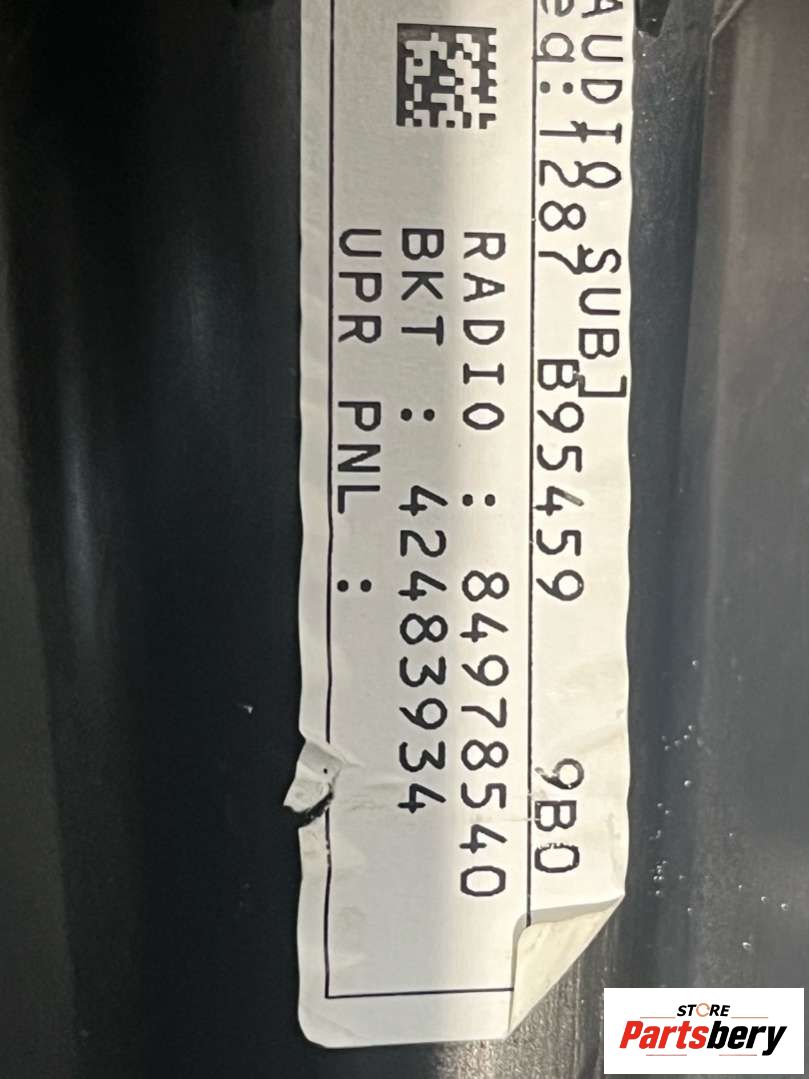 AUDIO SUB]
eq:1287 B95459 9B0
RADIO : 84978540
BKT : 42483934
UPR PNL :
STORE
Partsbery